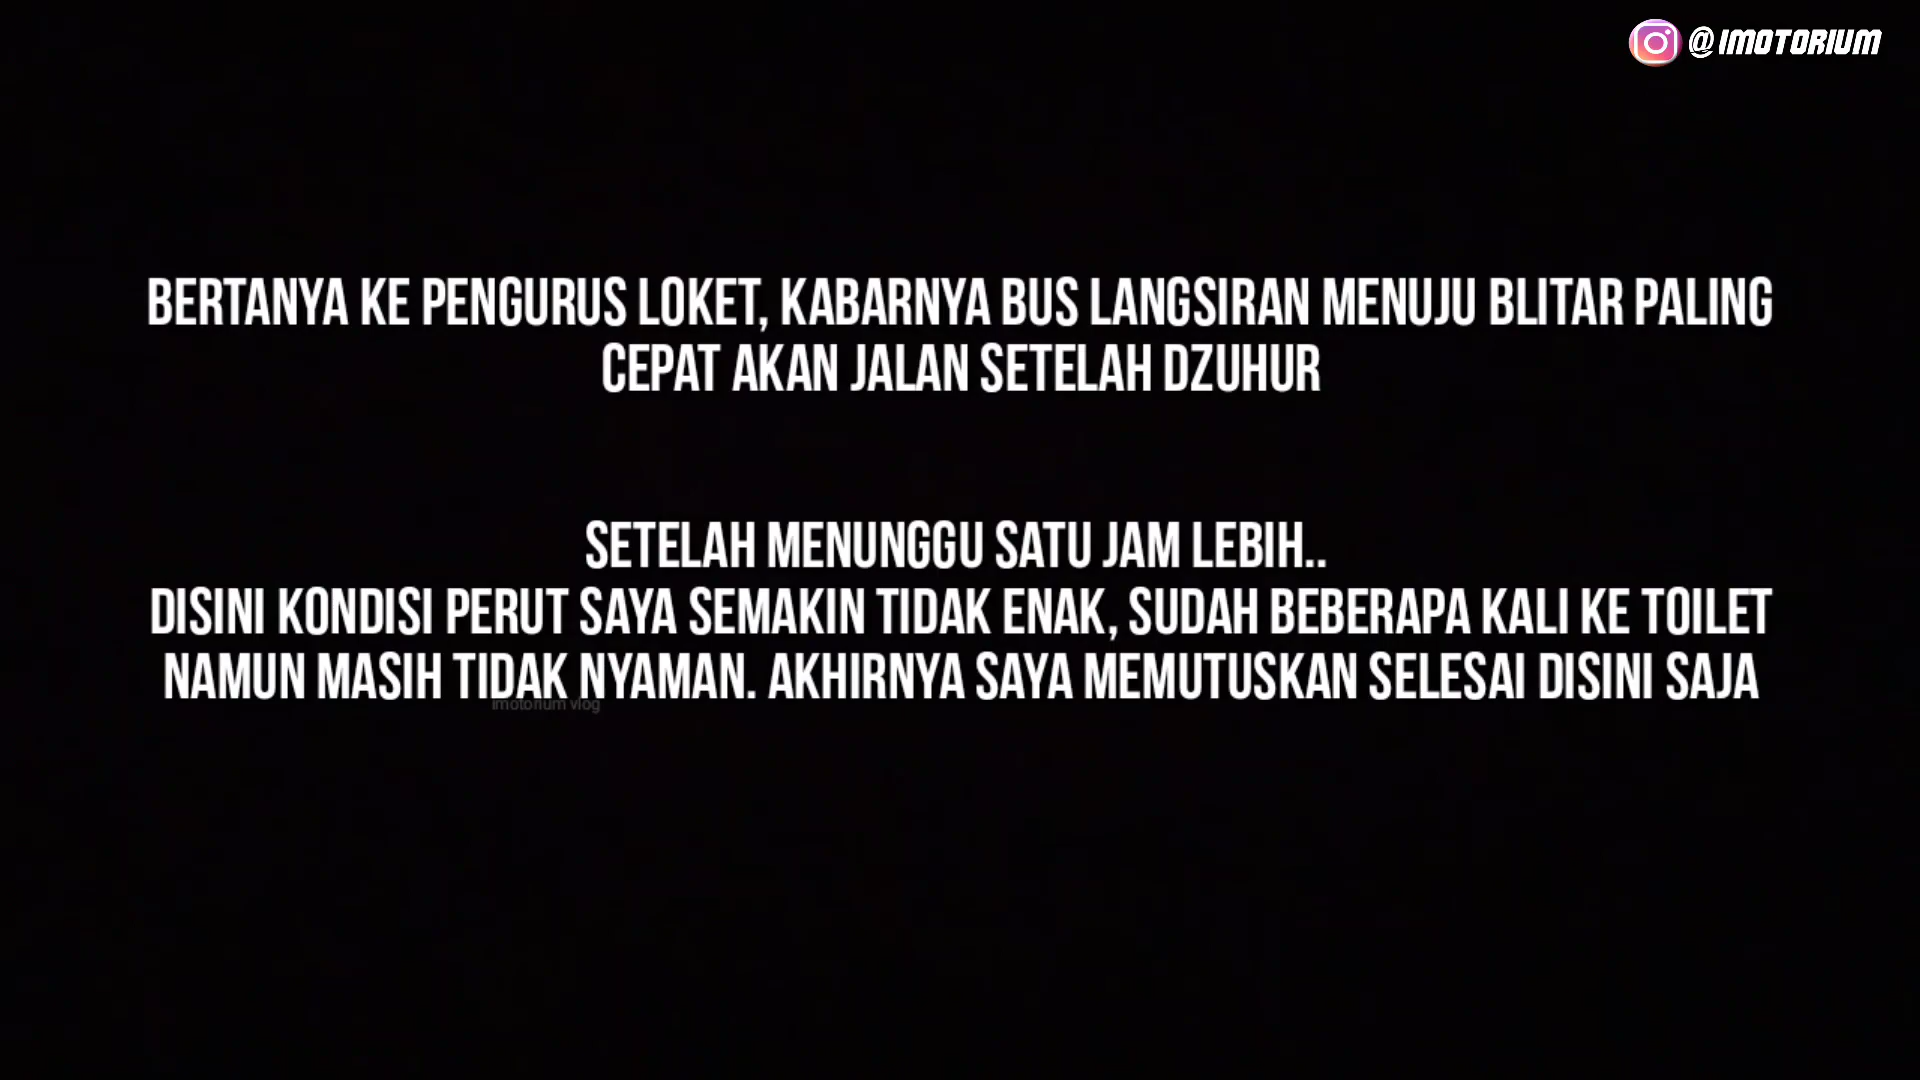 @IMOTORIUM
BERTANYA KE PENGURUS LOKET, KABARNYA BUS LANGSIRAN MENUJU BLITAR PALING
CEPAT AKAN JALAN SETELAH DZUHUR
SETELAH MENUNGGU SATU JAM LEBIH..
DISINI KONDISI PERUT SAYA SEMAKIN TIDAK ENAK, SUDAH BEBERAPA KALI KE TOILET
NAMUN MASIH TIDAK NYAMAN. AKHIRNYA SAYA MEMUTUSKAN SELESAI DISINI SAJA
imotorium vlog